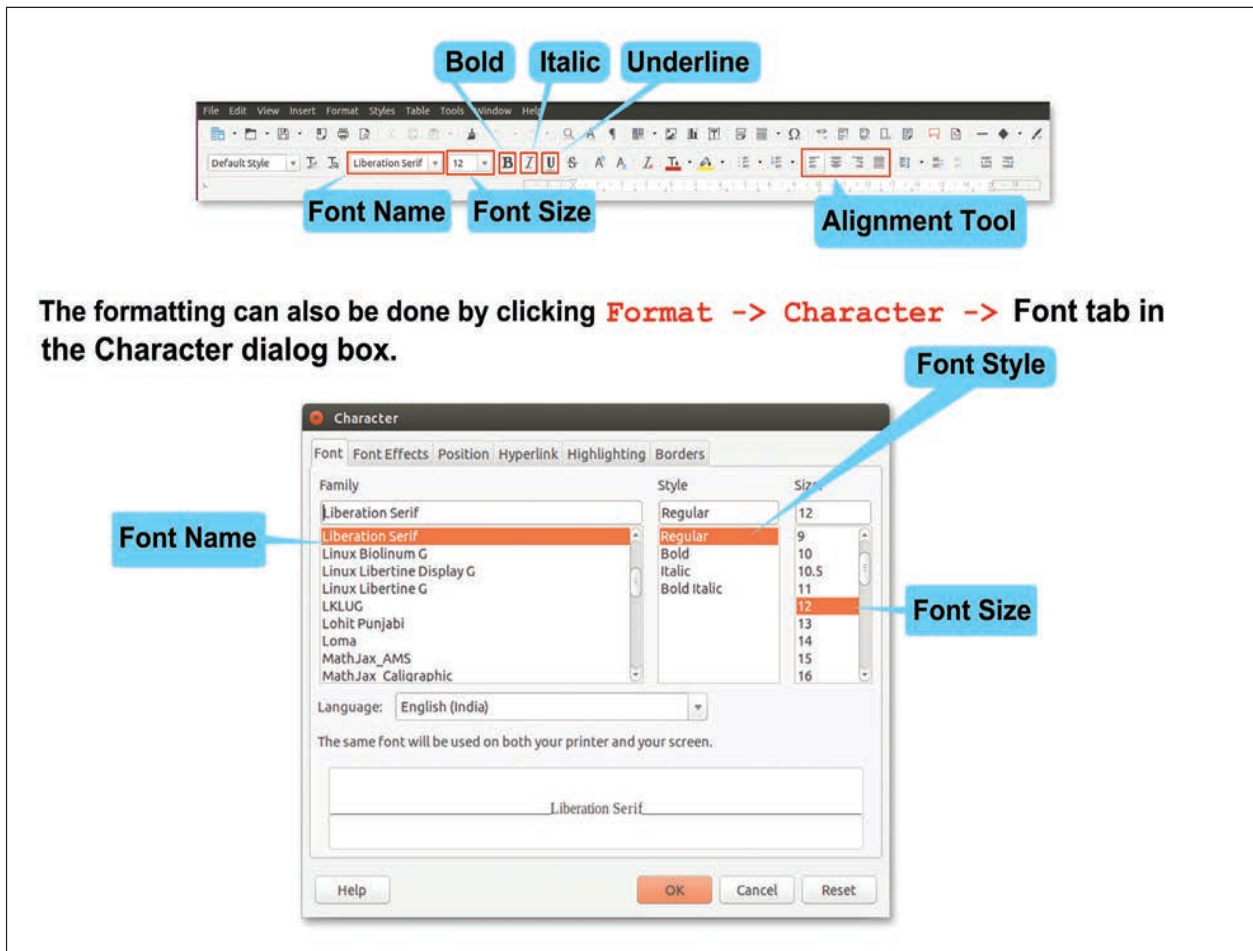 Bold Italic Underline
File Edit View Insert Format Styles Table Tools Window Help
Default Style Liberation Serif 12 B I U S
Font Name Font Size Alignment Tool
The formatting can also be done by clicking Format -> Character -> Font tab in
the Character dialog box.
Font Style
Character
Font Font Effects Position Hyperlink Highlighting Borders
Family Style Size:
Liberation Serif Regular 12
Font Name
Liberation Serif Regular 9
Linux Biolinum G Bold 10
Linux Libertine Display G Italic 10.5
Linux Libertine G Bold Italic 11
LKLUG 12
Font Size
Lohit Punjabi 13
Loma 14
MathJax_AMS 15
MathJax_Caligraphic 16
Language: English (India)
The same font will be used on both your printer and your screen.
Liberation Serif
Help OK Cancel Reset